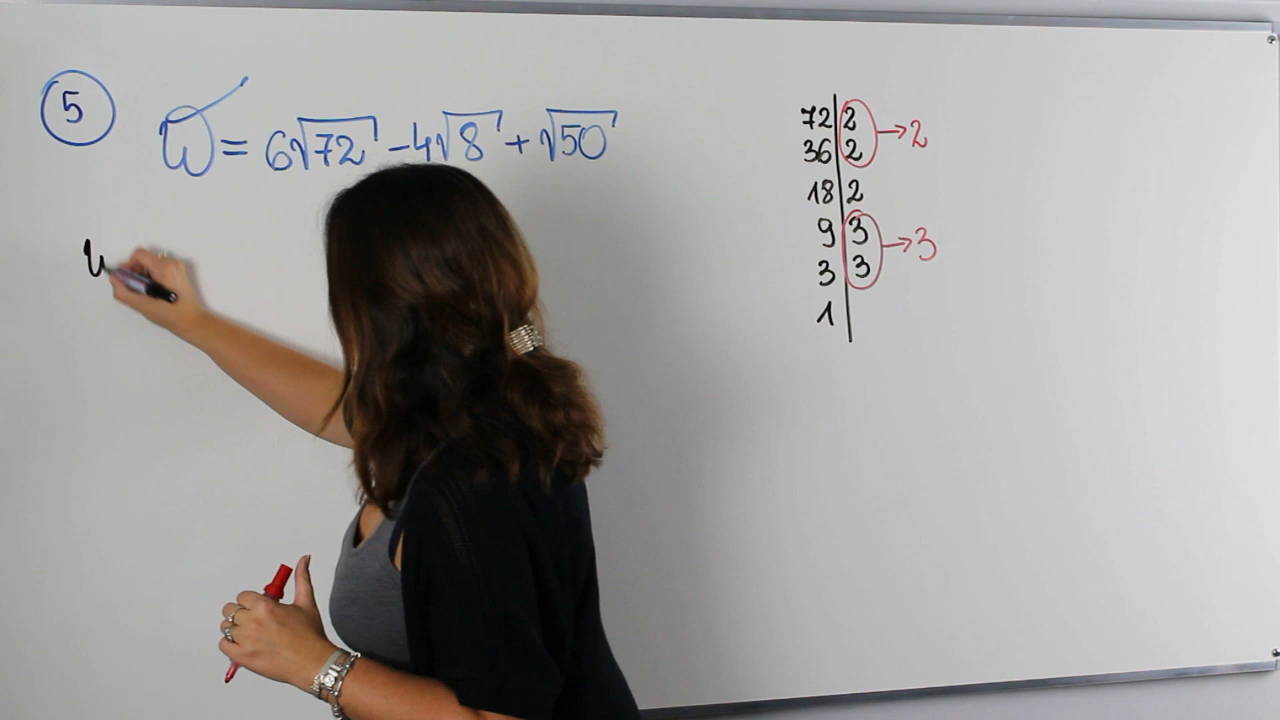 5
W = 6√72 - 4√8 + √50
72 2 → 2
36 2
18 2
9 3 → 3
3 3
1